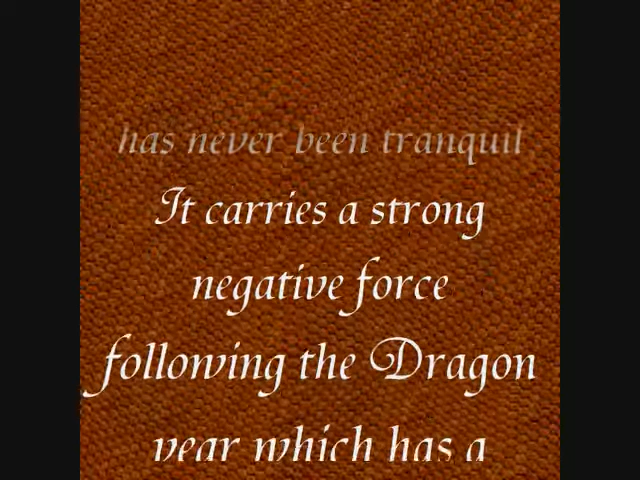 has never been tranquil
It carries a strong
negative force
following the Dragon
year which has a